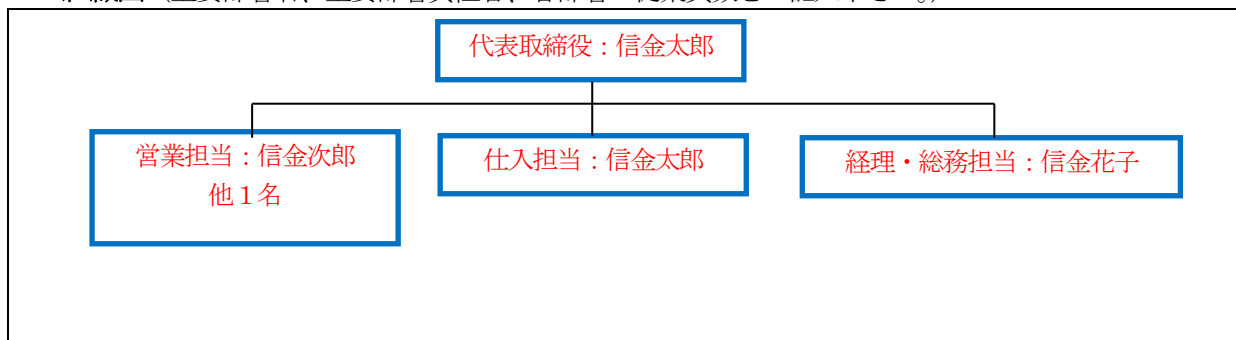 代表取締役：信金太郎
営業担当：信金次郎
他１名
仕入担当：信金太郎
経理・総務担当：信金花子